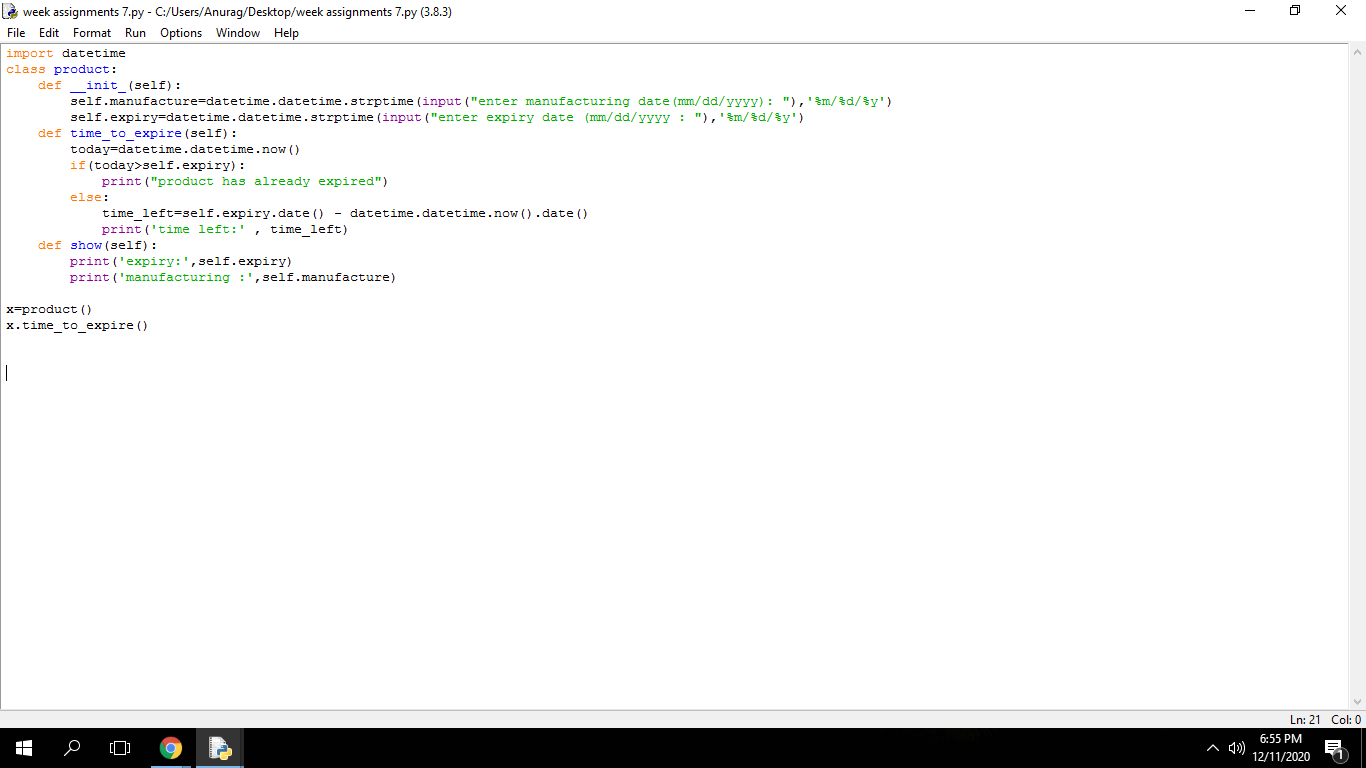 week assignments 7.py - C:/Users/Anurag/Desktop/week assignments 7.py (3.8.3)
File Edit Format Run Options Window Help
import datetime
class product:
    def __init_(self):
        self.manufacture=datetime.datetime.strptime(input("enter manufacturing date(mm/dd/yyyy): "),'%m/%d/%y')
        self.expiry=datetime.datetime.strptime(input("enter expiry date (mm/dd/yyyy : "),'%m/%d/%y')
    def time_to_expire(self):
        today=datetime.datetime.now()
        if(today>self.expiry):
            print("product has already expired")
        else:
            time_left=self.expiry.date() - datetime.datetime.now().date()
            print('time left:' , time_left)
    def show(self):
        print('expiry:',self.expiry)
        print('manufacturing :',self.manufacture)
x=product()
x.time_to_expire()
Ln: 21 Col: 0
6:55 PM
12/11/2020
1